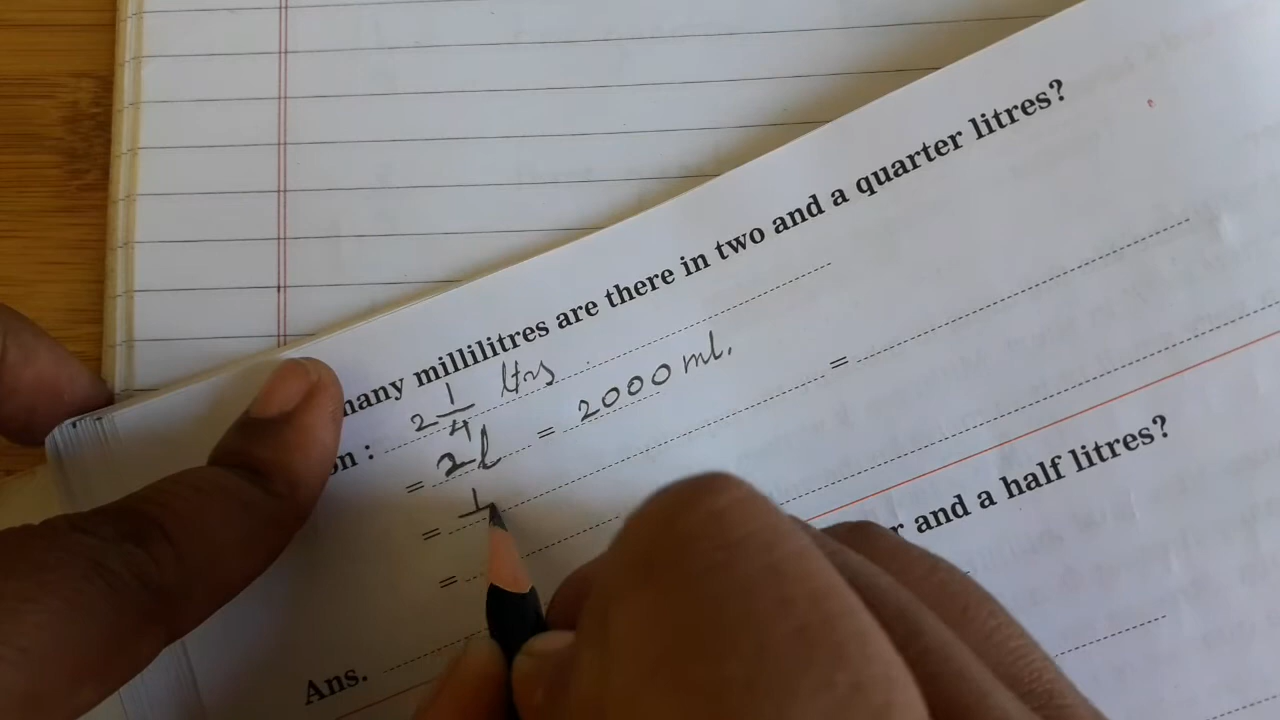 many millilitres are there in two and a quarter litres?
on : 2 1/4 ltrs
= 2l = 2000 ml. =
= 1
=
Ans.
and a half litres?